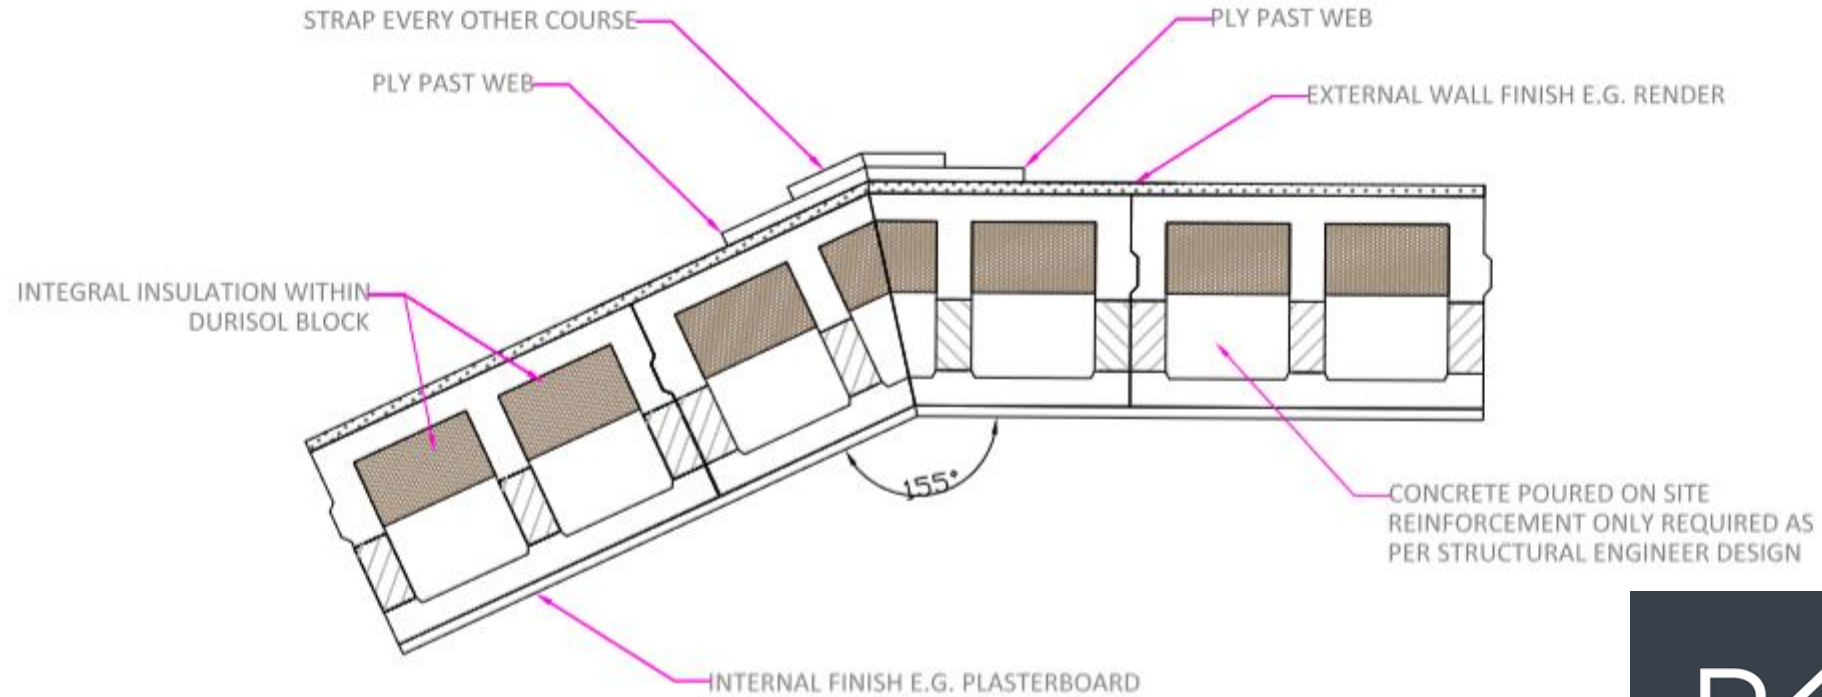 STRAP EVERY OTHER COURSE
PLY PAST WEB
PLY PAST WEB
EXTERNAL WALL FINISH E.G. RENDER
INTEGRAL INSULATION WITHIN
DURISOL BLOCK
155°
CONCRETE POURED ON SITE
REINFORCEMENT ONLY REQUIRED AS
PER STRUCTURAL ENGINEER DESIGN
INTERNAL FINISH E.G. PLASTERBOARD